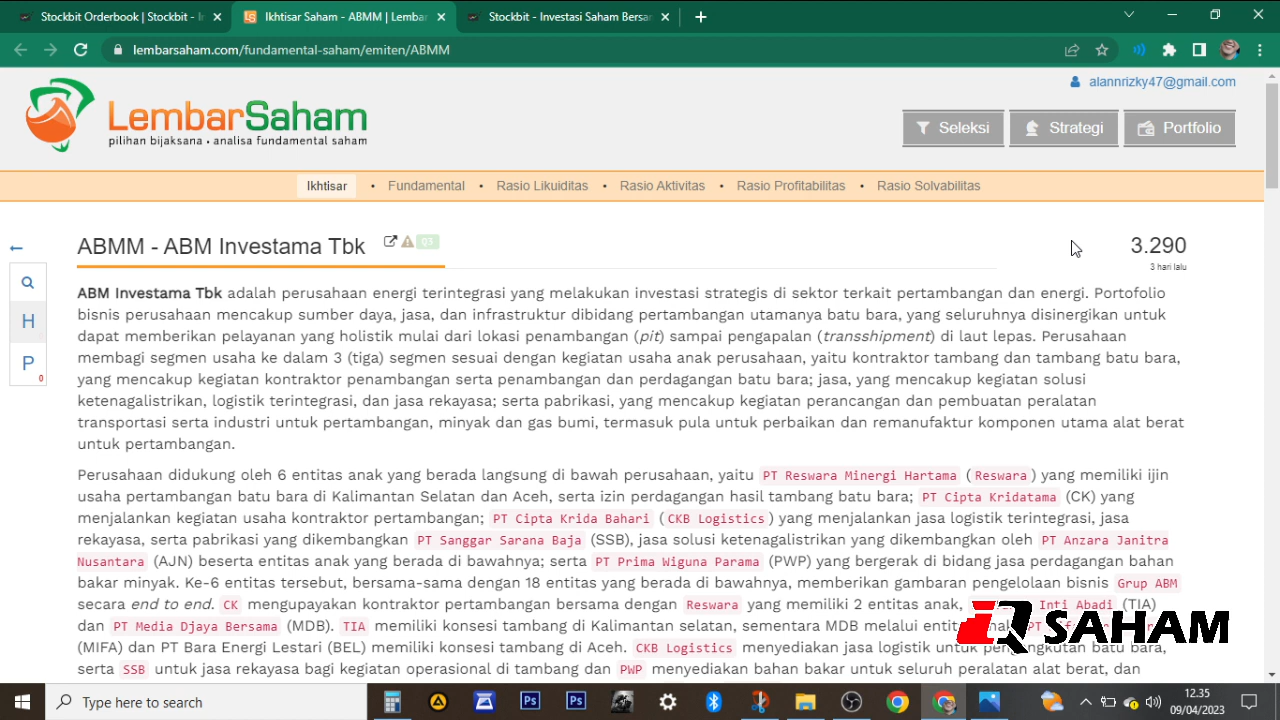 Stockbit Orderbook | Stockbit - I
Ikhtisar Saham - ABMM | Lembar
Stockbit - Investasi Saham Bersa
lembarsaham.com/fundamental-saham/emiten/ABMM
alannrizky47@gmail.com
LembarSaham
pilihan bijaksana • analisa fundamental saham
Seleksi
Strategi
Portfolio
Ikhtisar • Fundamental • Rasio Likuiditas • Rasio Aktivitas • Rasio Profitabilitas • Rasio Solvabilitas
ABMM - ABM Investama Tbk
Q3
3.290
3 hari lalu
H
P
0
ABM Investama Tbk adalah perusahaan energi terintegrasi yang melakukan investasi strategis di sektor terkait pertambangan dan energi. Portofolio
bisnis perusahaan mencakup sumber daya, jasa, dan infrastruktur dibidang pertambangan utamanya batu bara, yang seluruhnya disinergikan untuk
dapat memberikan pelayanan yang holistik mulai dari lokasi penambangan (pit) sampai pengapalan (transshipment) di laut lepas. Perusahaan
membagi segmen usaha ke dalam 3 (tiga) segmen sesuai dengan kegiatan usaha anak perusahaan, yaitu kontraktor tambang dan tambang batu bara,
yang mencakup kegiatan kontraktor penambangan serta penambangan dan perdagangan batu bara; jasa, yang mencakup kegiatan solusi
ketenagalistrikan, logistik terintegrasi, dan jasa rekayasa; serta pabrikasi, yang mencakup kegiatan perancangan dan pembuatan peralatan
transportasi serta industri untuk pertambangan, minyak dan gas bumi, termasuk pula untuk perbaikan dan remanufaktur komponen utama alat berat
untuk pertambangan.
Perusahaan didukung oleh 6 entitas anak yang berada langsung di bawah perusahaan, yaitu PT Reswara Minergi Hartama (Reswara) yang memiliki ijin
usaha pertambangan batu bara di Kalimantan Selatan dan Aceh, serta izin perdagangan hasil tambang batu bara; PT Cipta Kridatama (CK) yang
menjalankan kegiatan usaha kontraktor pertambangan; PT Cipta Krida Bahari (CKB Logistics) yang menjalankan jasa logistik terintegrasi, jasa
rekayasa, serta pabrikasi yang dikembangkan PT Sanggar Sarana Baja (SSB), jasa solusi ketenagalistrikan yang dikembangkan oleh PT Anzara Janitra
Nusantara (AJN) beserta entitas anak yang berada di bawahnya; serta PT Prima Wiguna Parama (PWP) yang bergerak di bidang jasa perdagangan bahan
bakar minyak. Ke-6 entitas tersebut, bersama-sama dengan 18 entitas yang berada di bawahnya, memberikan gambaran pengelolaan bisnis Grup ABM
secara end to end. CK mengupayakan kontraktor pertambangan bersama dengan Reswara yang memiliki 2 entitas anak, Inti Abadi (TIA)
dan PT Media Djaya Bersama (MDB). TIA memiliki konsesi tambang di Kalimantan selatan, sementara MDB melalui
(MIFA) dan PT Bara Energi Lestari (BEL) memiliki konsesi tambang di Aceh. CKB Logistics menyediakan jasa logistik untuk pengangkutan batu bara,
serta SSB untuk jasa rekayasa bagi kegiatan operasional di tambang dan PWP menyediakan bahan bakar untuk seluruh peralatan alat berat, dan
SAHAM
Type here to search
12.35
09/04/2023